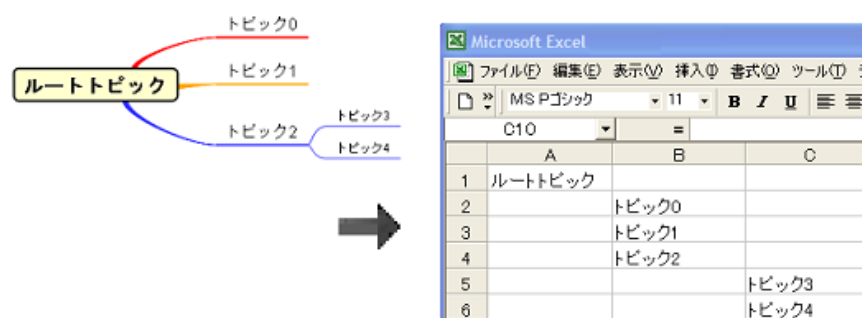 トピック0
トピック1
ルートトピック
トピック2
トピック3
トピック4
Microsoft Excel
ファイル(F) 編集(E) 表示(V) 挿入(I) 書式(O) ツール(T)
MS Pゴシック 11 B I U
C10 =
A B C
1 ルートトピック
2 トピック0
3 トピック1
4 トピック2
5 トピック3
6 トピック4